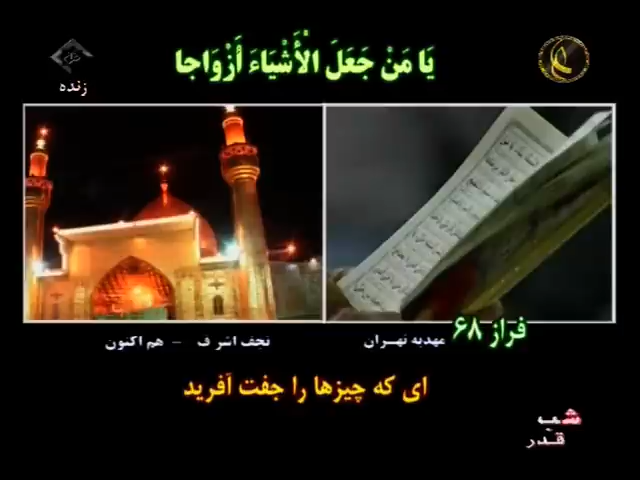 يَا مَنْ جَعَلَ الْأَشْيَاءَ أَزْوَاجا
زنده
نجف اشرف - هم اکنون
مهدیه تهران
فراز ۶۸
ای که چیزها را جفت آفرید
شب
قدر